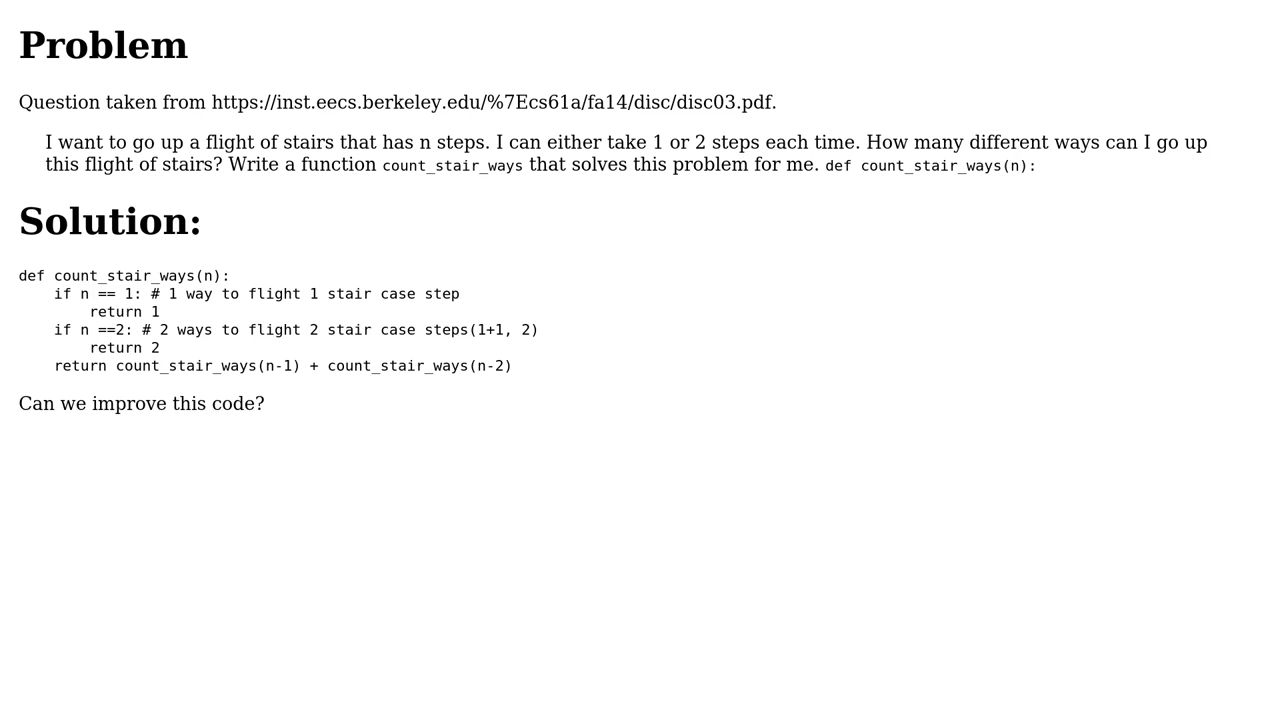 Problem
Question taken from https://inst.eecs.berkeley.edu/%7Ecs61a/fa14/disc/disc03.pdf.
I want to go up a flight of stairs that has n steps. I can either take 1 or 2 steps each time. How many different ways can I go up
this flight of stairs? Write a function count_stair_ways that solves this problem for me. def count_stair_ways(n):
Solution:
def count_stair_ways(n):
    if n == 1: # 1 way to flight 1 stair case step
        return 1
    if n ==2: # 2 ways to flight 2 stair case steps(1+1, 2)
        return 2
    return count_stair_ways(n-1) + count_stair_ways(n-2)
Can we improve this code?